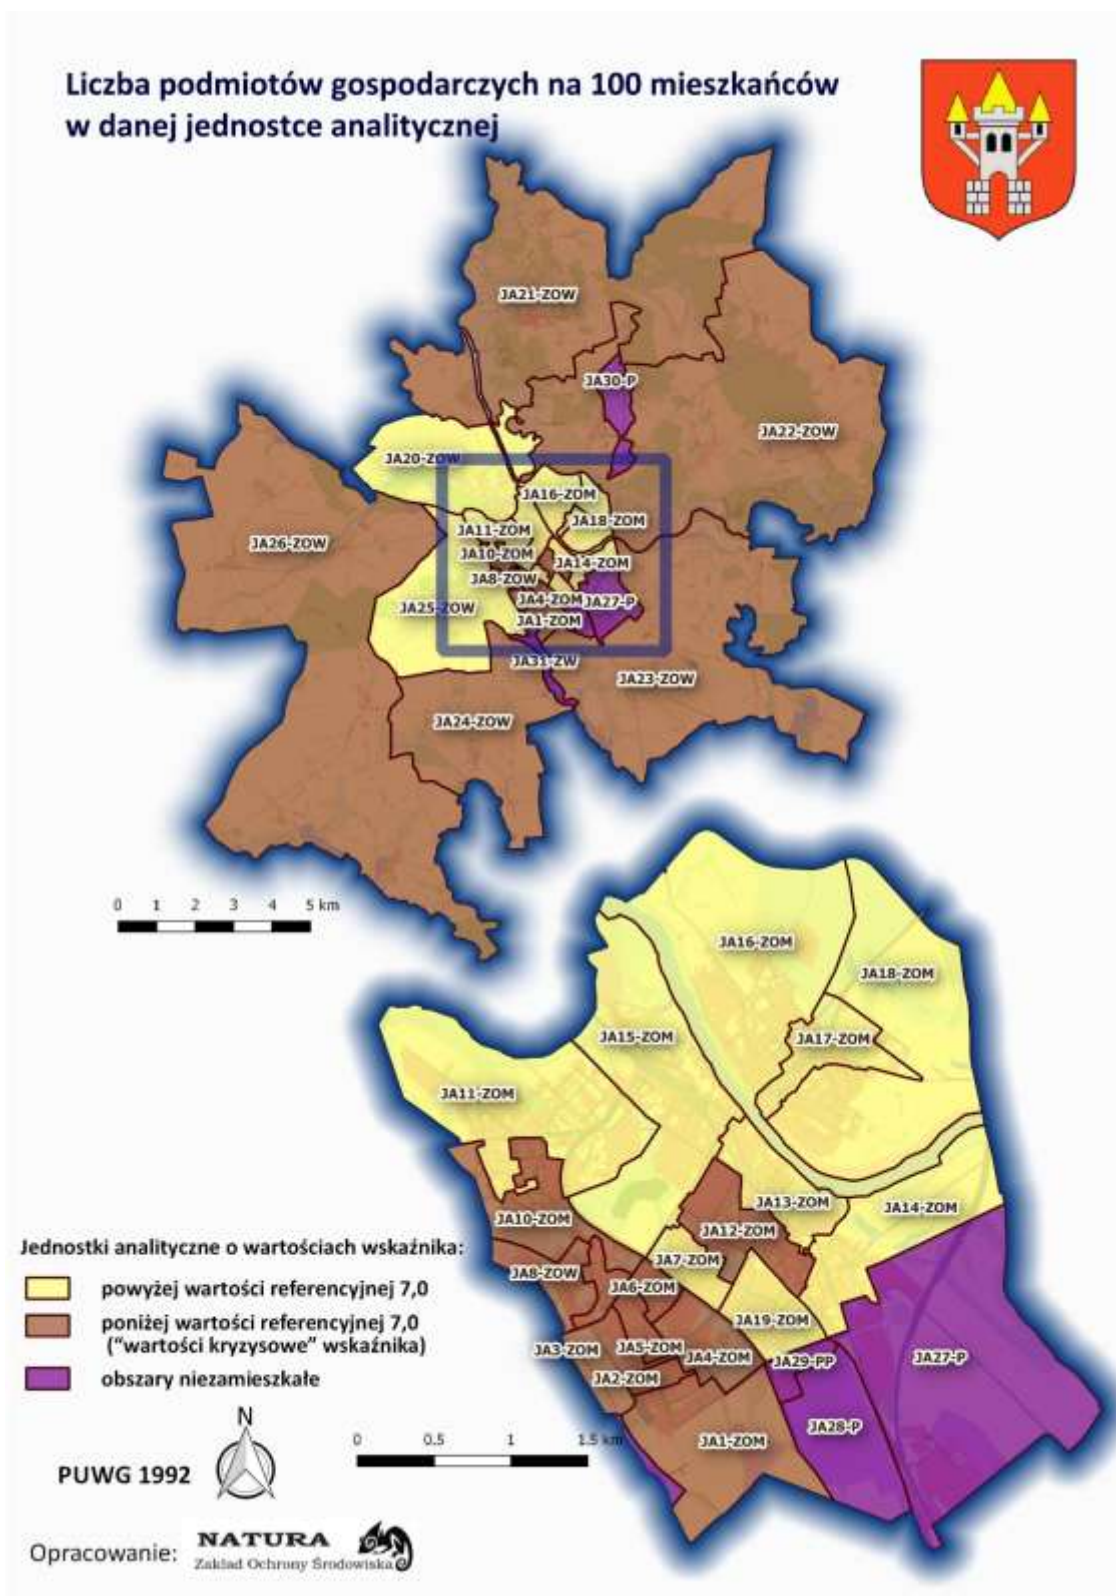 Liczba podmiotów gospodarczych na 100 mieszkańców
w danej jednostce analitycznej
JA21-ZOW
JA30-P
JA22-ZOW
JA20-ZOW
JA16-ZOM
JA11-ZOM
JA18-ZOM
JA26-ZOW
JA10-ZOM
JA14-ZOM
JA8-ZOW
JA25-ZOW
JA4-ZOM
JA27-P
JA1-ZOM
JA31-ZW
JA23-ZOW
JA24-ZOW
0 1 2 3 4 5 km
JA16-ZOM
JA18-ZOM
JA15-ZOM
JA17-ZOM
JA11-ZOM
JA13-ZOM
JA14-ZOM
JA10-ZOM
JA12-ZOM
JA7-ZOM
JA8-ZOW
JA6-ZOM
JA19-ZOM
JA3-ZOM
JA5-ZOM
JA4-ZOM
JA29-PP
JA27-P
JA2-ZOM
JA28-P
JA1-ZOM
Jednostki analityczne o wartościach wskaźnika:
powyżej wartości referencyjnej 7,0
poniżej wartości referencyjnej 7,0
("wartości kryzysowe" wskaźnika)
obszary niezamieszkałe
N
PUWG 1992
0 0.5 1 1.5 km
Opracowanie:
NATURA
Zakład Ochrony Środowiska